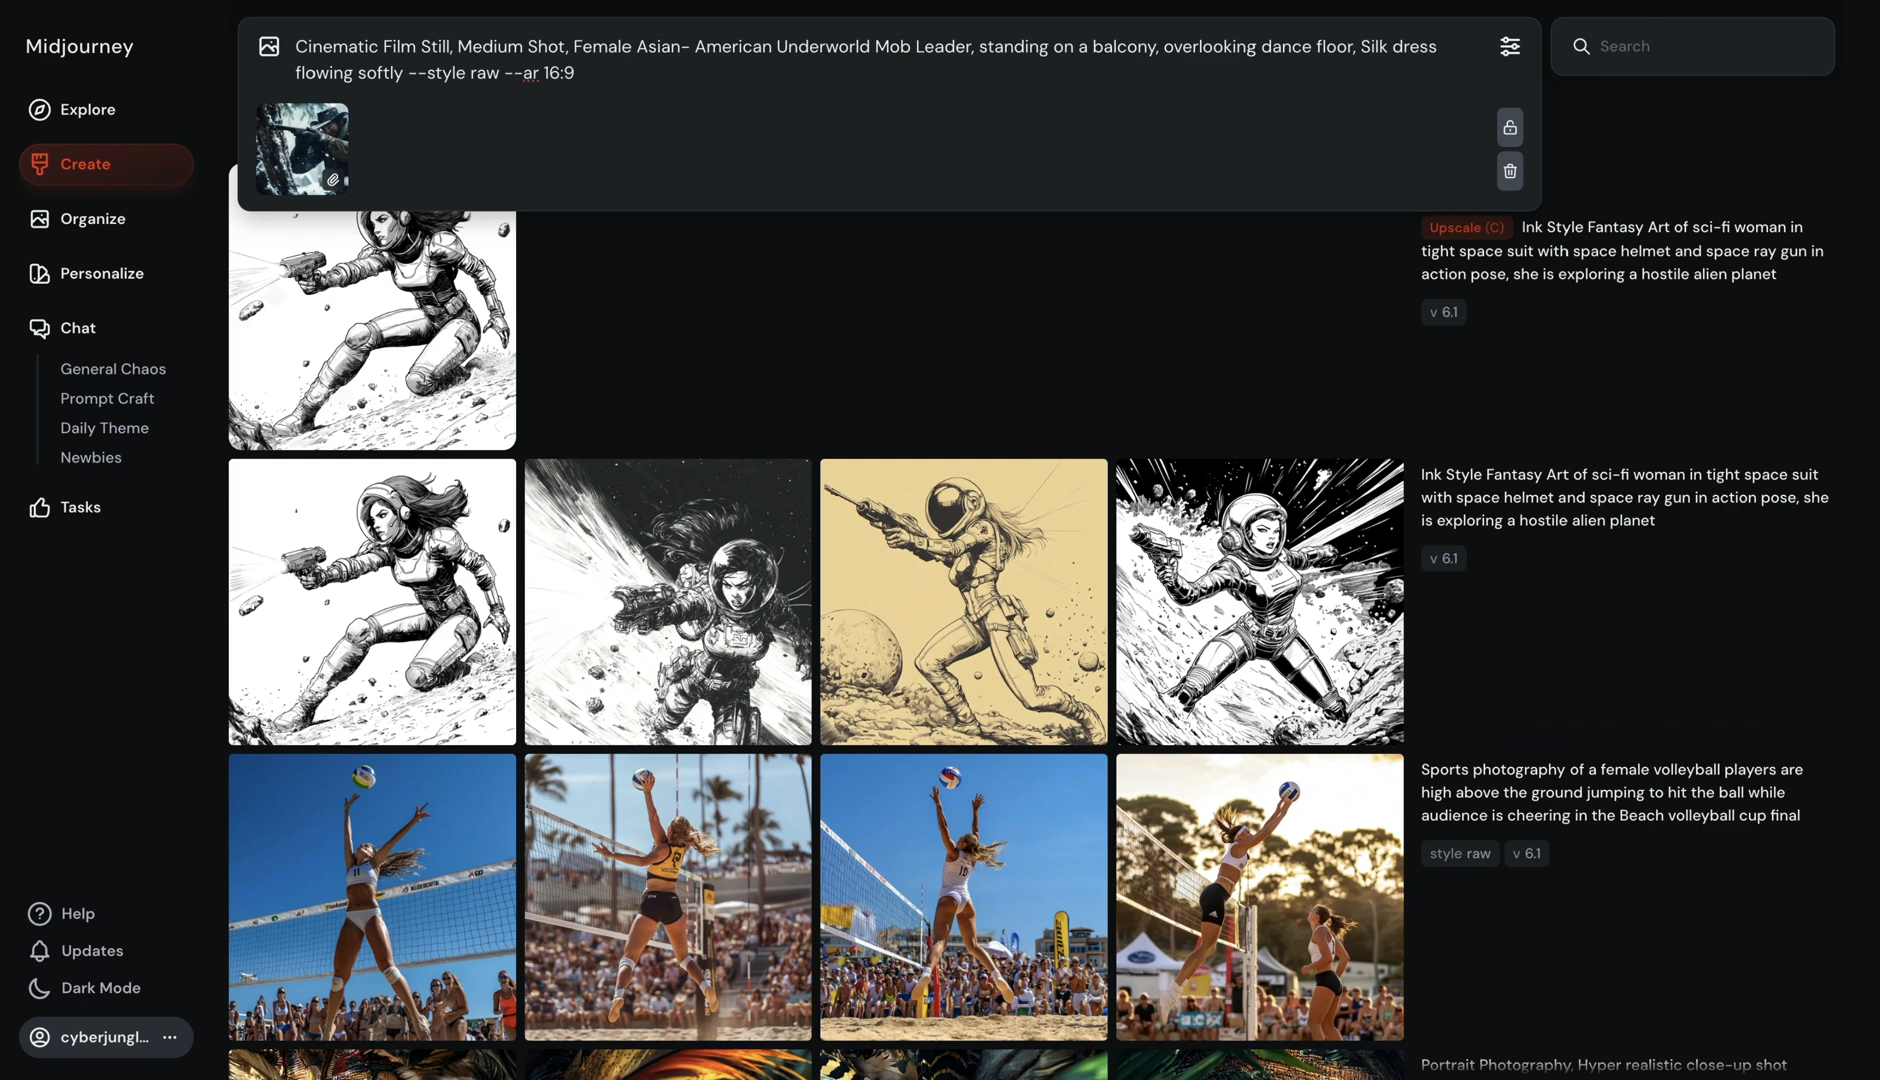 Midjourney
Explore
Create
Organize
Personalize
Chat
General Chaos
Prompt Craft
Daily Theme
Newbies
Tasks
Help
Updates
Dark Mode
cyberjungl... ...
Cinematic Film Still, Medium Shot, Female Asian- American Underworld Mob Leader, standing on a balcony, overlooking dance floor, Silk dress
flowing softly --style raw --ar 16:9
Search
Upscale (C) Ink Style Fantasy Art of sci-fi woman in
tight space suit with space helmet and space ray gun in
action pose, she is exploring a hostile alien planet
v 6.1
Ink Style Fantasy Art of sci-fi woman in tight space suit
with space helmet and space ray gun in action pose, she
is exploring a hostile alien planet
v 6.1
Sports photography of a female volleyball players are
high above the ground jumping to hit the ball while
audience is cheering in the Beach volleyball cup final
style raw v 6.1
Portrait Photography, Hyper realistic close-up shot